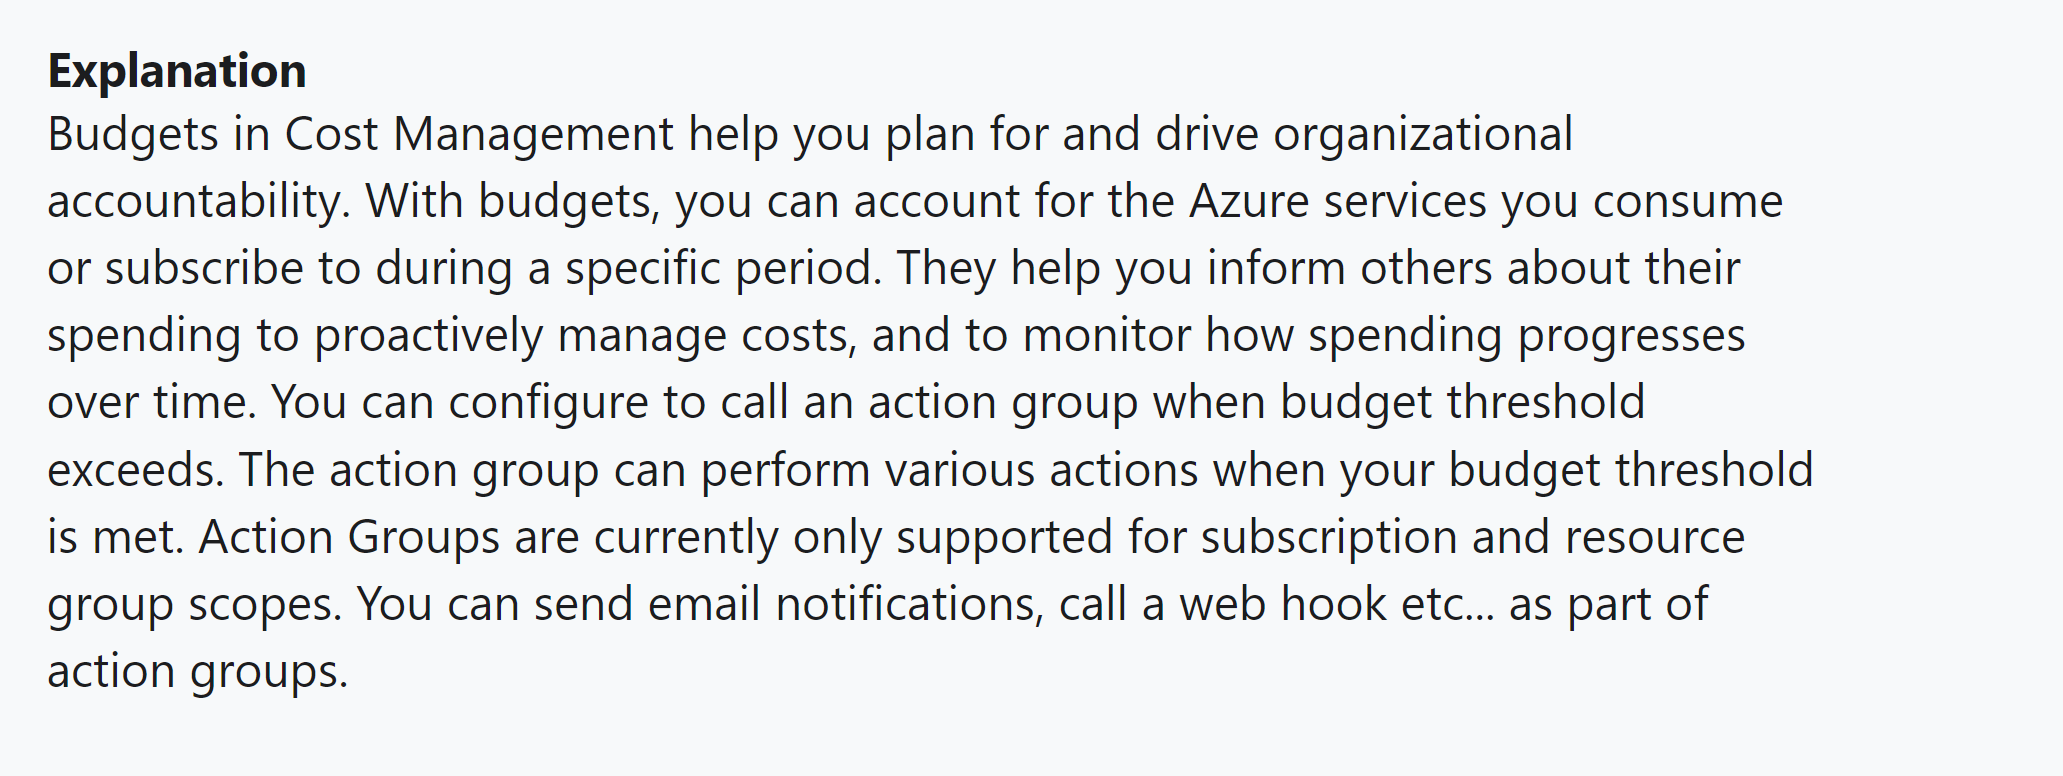 Explanation
Budgets in Cost Management help you plan for and drive organizational
accountability. With budgets, you can account for the Azure services you consume
or subscribe to during a specific period. They help you inform others about their
spending to proactively manage costs, and to monitor how spending progresses
over time. You can configure to call an action group when budget threshold
exceeds. The action group can perform various actions when your budget threshold
is met. Action Groups are currently only supported for subscription and resource
group scopes. You can send email notifications, call a web hook etc... as part of
action groups.